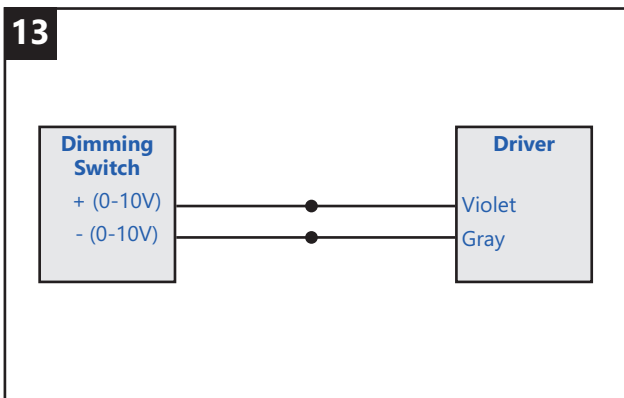 13
Dimming
Switch
+ (0-10V)
- (0-10V)
Driver
Violet
Gray